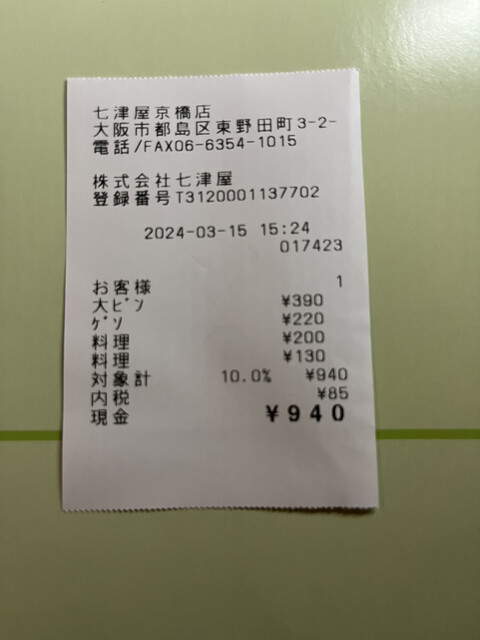 七津屋京橋店
大阪市都島区東野田町3-2-
電話/FAX06-6354-1015
株式会社七津屋
登録番号T3120001137702
2024-03-15 15:24
017423
お客様 1
大ビン ¥390
ゲソ ¥220
料理 ¥200
料理 ¥130
対象計 10.0% ¥940
内税 ¥85
現金 ¥940